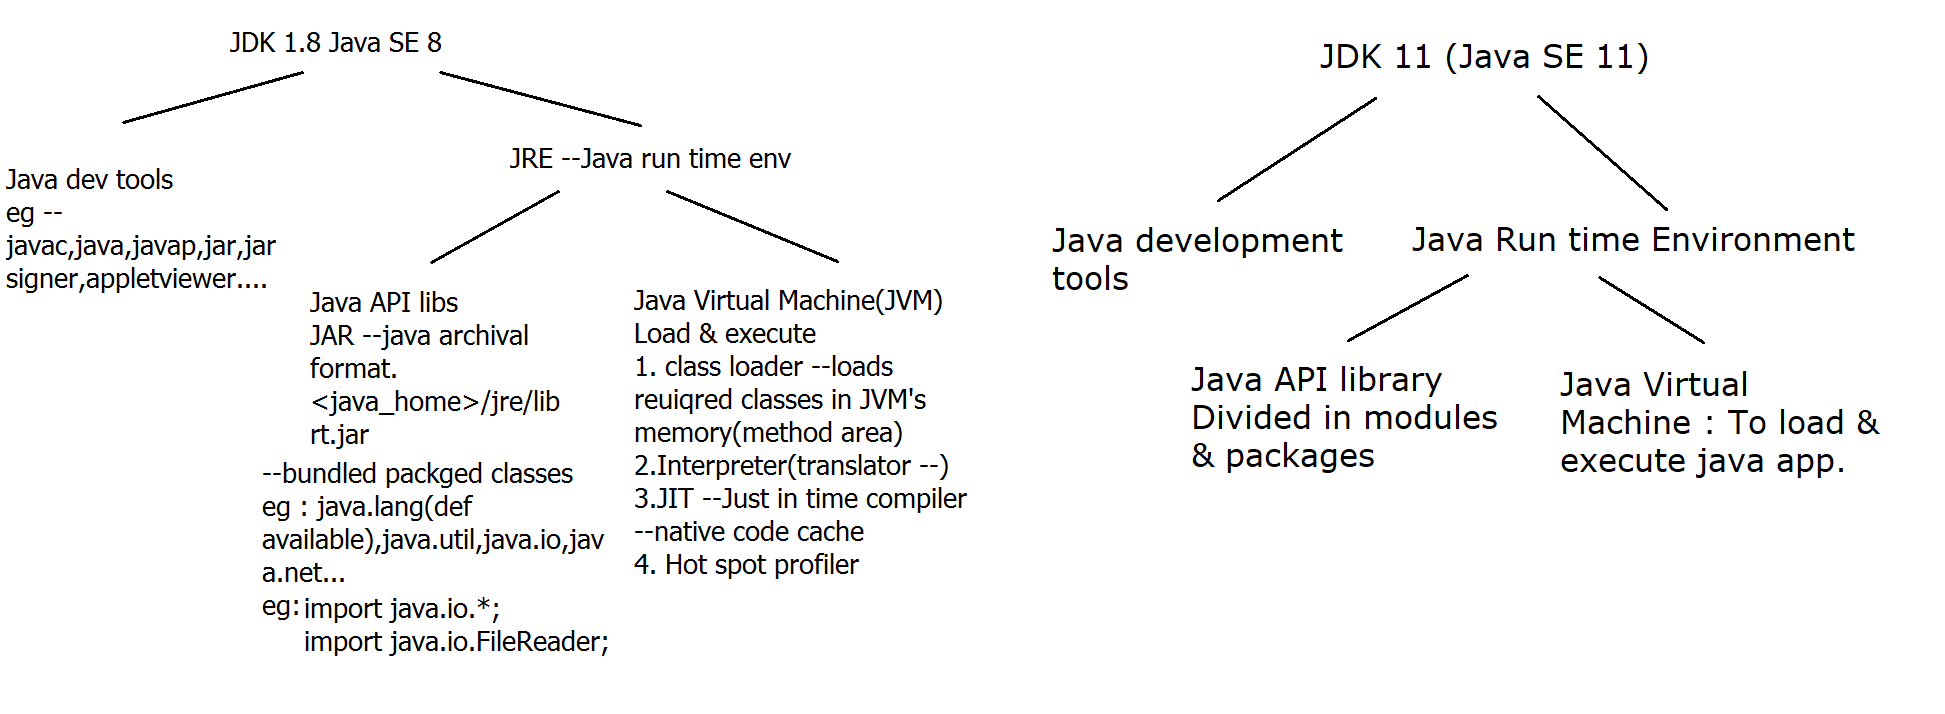 JDK 1.8 Java SE 8
Java dev tools
eg --
javac,java,javap,jar,jar
signer,appletviewer....
JRE --Java run time env
Java API libs
JAR --java archival
format.
<java_home>/jre/lib
rt.jar
--bundled packged classes
eg : java.lang(def
available),java.util,java.io,jav
a.net...
eg: import java.io.*;
import java.io.FileReader;
Java Virtual Machine(JVM)
Load & execute
1. class loader --loads
reuiqred classes in JVM's
memory(method area)
2.Interpreter(translator --)
3.JIT --Just in time compiler
--native code cache
4. Hot spot profiler
JDK 11 (Java SE 11)
Java development
tools
Java Run time Environment
Java API library
Divided in modules
& packages
Java Virtual
Machine : To load &
execute java app.